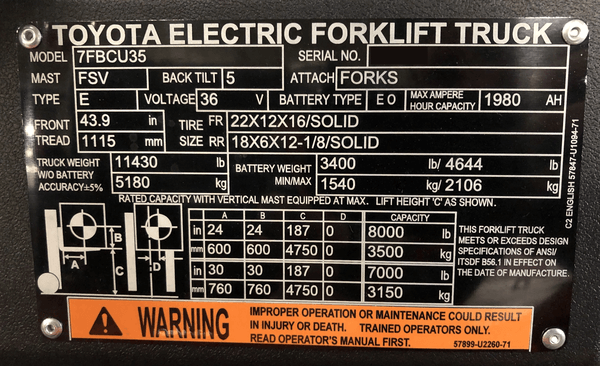 TOYOTA ELECTRIC FORKLIFT TRUCK
MODEL 7FBCU35 SERIAL NO.
MAST FSV BACK TILT 5 ATTACH FORKS
TYPE E VOLTAGE 36 V BATTERY TYPE E O MAX AMPERE HOUR CAPACITY 1980 AH
FRONT TREAD 43.9 in TIRE SIZE FR 22X12X16/SOLID
1115 mm RR 18X6X12-1/8/SOLID
TRUCK WEIGHT W/O BATTERY ACCURACY±5% 11430 lb BATTERY WEIGHT MIN/MAX 3400 lb/ 4644 lb
5180 kg 1540 kg/ 2106 kg
RATED CAPACITY WITH VERTICAL MAST EQUIPPED AT MAX. LIFT HEIGHT 'C' AS SHOWN.
A B C D CAPACITY
in 24 24 187 0 8000 lb
mm 600 600 4750 0 3500 kg
in 30 30 187 0 7000 lb
mm 760 760 4750 0 3150 kg
A B C D
THIS FORKLIFT TRUCK
MEETS OR EXCEEDS DESIGN
SPECIFICATIONS OF ANSI/
ITSDF B56.1 IN EFFECT ON
THE DATE OF MANUFACTURE.
C2 ENGLISH 57847-U1094-71
WARNING
IMPROPER OPERATION OR MAINTENANCE COULD RESULT
IN INJURY OR DEATH. TRAINED OPERATORS ONLY.
READ OPERATOR'S MANUAL FIRST. 57899-U2260-71